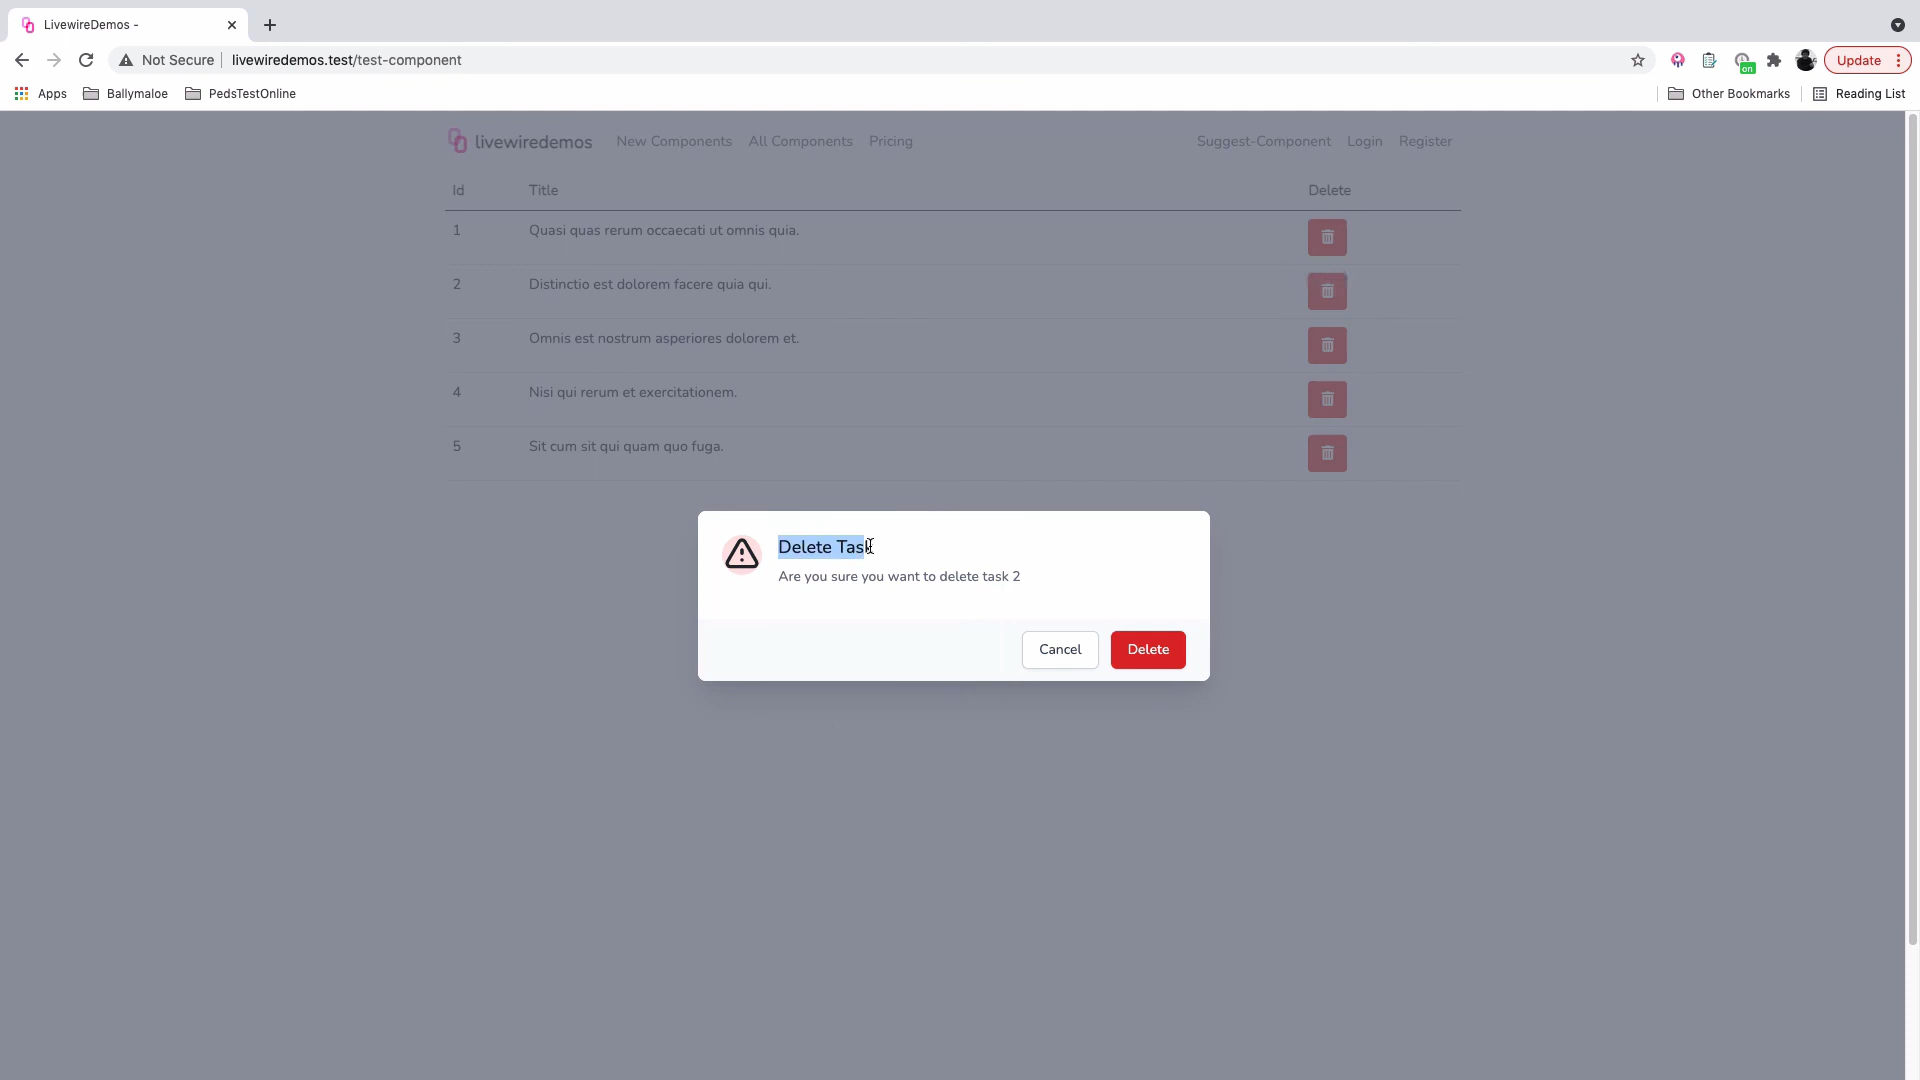 LivewireDemos -
Not Secure livewiredemos.test/test-component
on
Update
Apps Ballymaloe PedsTestOnline Other Bookmarks Reading List
livewiredemos New Components All Components Pricing Suggest-Component Login Register
Id Title Delete
1 Quasi quas rerum occaecati ut omnis quia.
2 Distinctio est dolorem facere quia qui.
3 Omnis est nostrum asperiores dolorem et.
4 Nisi qui rerum et exercitationem.
5 Sit cum sit qui quam quo fuga.
Delete Task
Are you sure you want to delete task 2
Cancel Delete